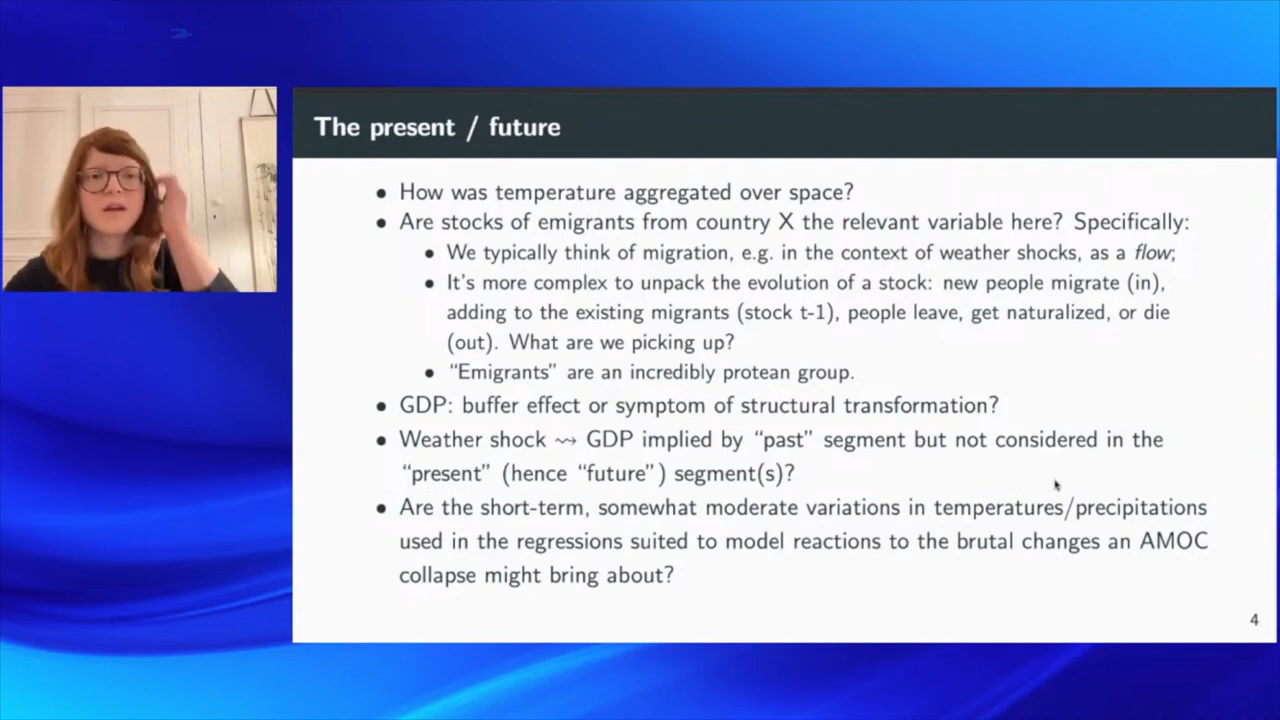 The present / future
• How was temperature aggregated over space?
• Are stocks of emigrants from country X the relevant variable here? Specifically:
• We typically think of migration, e.g. in the context of weather shocks, as a flow;
• It's more complex to unpack the evolution of a stock: new people migrate (in),
adding to the existing migrants (stock t-1), people leave, get naturalized, or die
(out). What are we picking up?
• “Emigrants” are an incredibly protean group.
• GDP: buffer effect or symptom of structural transformation?
• Weather shock ⇝ GDP implied by “past” segment but not considered in the
“present” (hence “future”) segment(s)?
• Are the short-term, somewhat moderate variations in temperatures/precipitations
used in the regressions suited to model reactions to the brutal changes an AMOC
collapse might bring about?
4